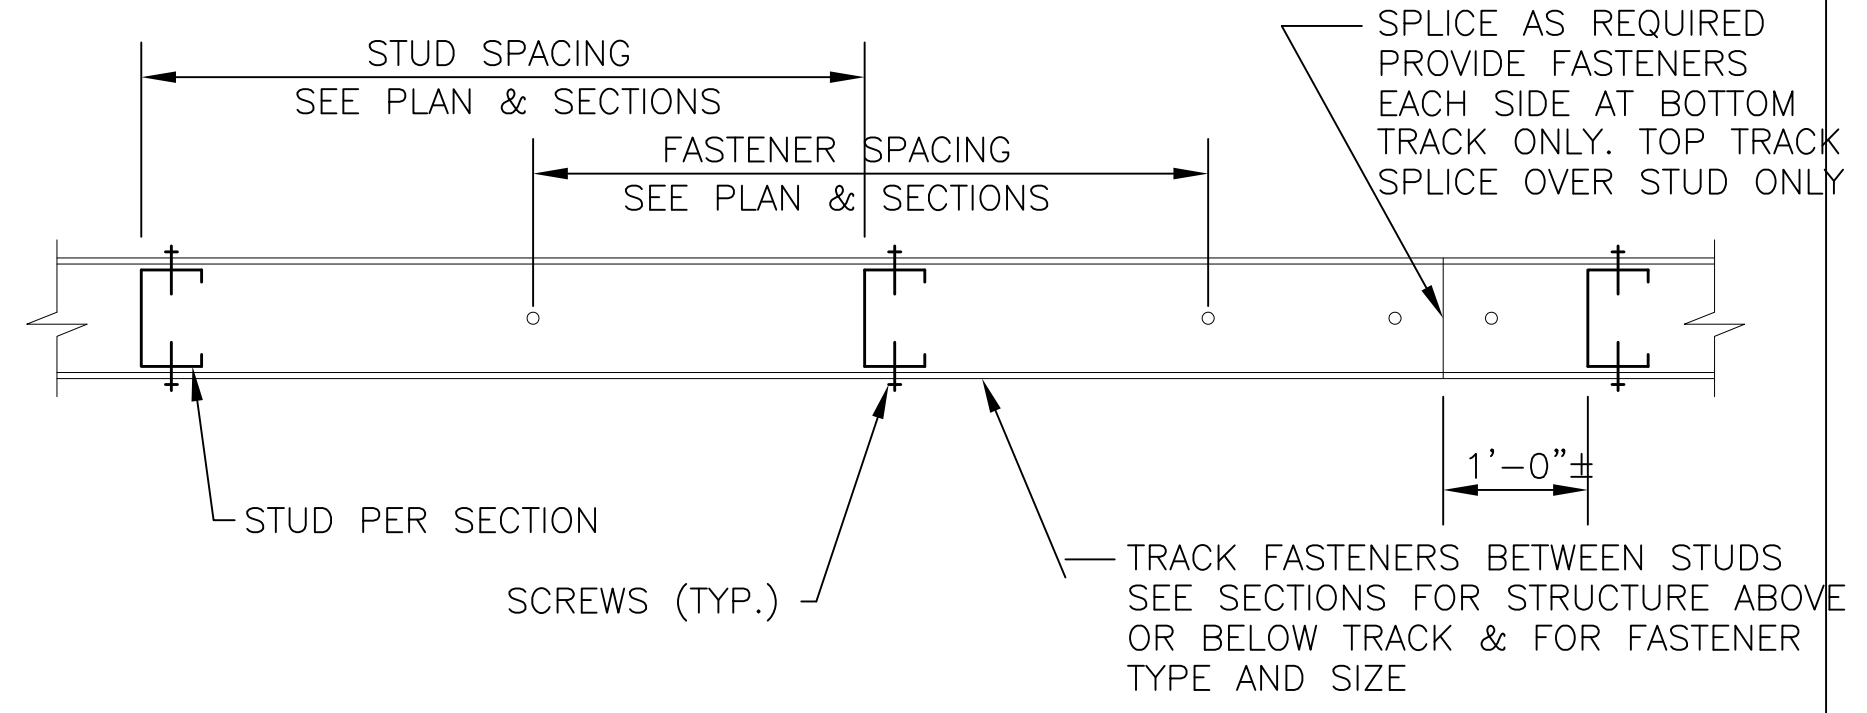 STUD SPACING
SEE PLAN & SECTIONS
FASTENER SPACING
SEE PLAN & SECTIONS
SPLICE AS REQUIRED
PROVIDE FASTENERS
EACH SIDE AT BOTTOM
TRACK ONLY. TOP TRACK
SPLICE OVER STUD ONLY
1'-0"±
STUD PER SECTION
SCREWS (TYP.)
TRACK FASTENERS BETWEEN STUDS
SEE SECTIONS FOR STRUCTURE ABOVE
OR BELOW TRACK & FOR FASTENER
TYPE AND SIZE